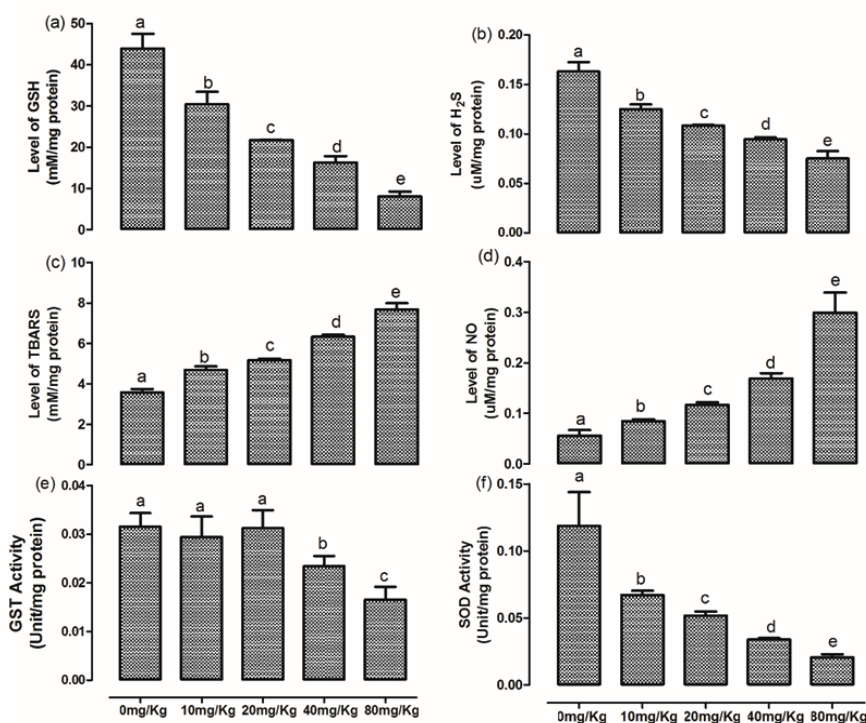 (a)
Level of GSH
(mM/mg protein)
50
40
30
20
10
0
a
b
c
d
e
(b)
Level of H2S
(uM/mg protein)
0.20
0.15
0.10
0.05
0.00
a
b
c
d
e
(c)
Level of TBARS
(mM/mg protein)
10
8
6
4
2
0
a
b
c
d
e
(d)
Level of NO
(uM/mg protein)
0.4
0.3
0.2
0.1
0.0
a
b
c
d
e
(e)
GST Activity
(Unit/mg protein)
0.04
0.03
0.02
0.01
0.00
a
a
a
b
c
0mg/Kg 10mg/Kg 20mg/Kg 40mg/Kg 80mg/Kg
(f)
SOD Activity
(Unit/mg protein)
0.15
0.10
0.05
0.00
a
b
c
d
e
0mg/Kg 10mg/Kg 20mg/Kg 40mg/Kg 80mg/Kg